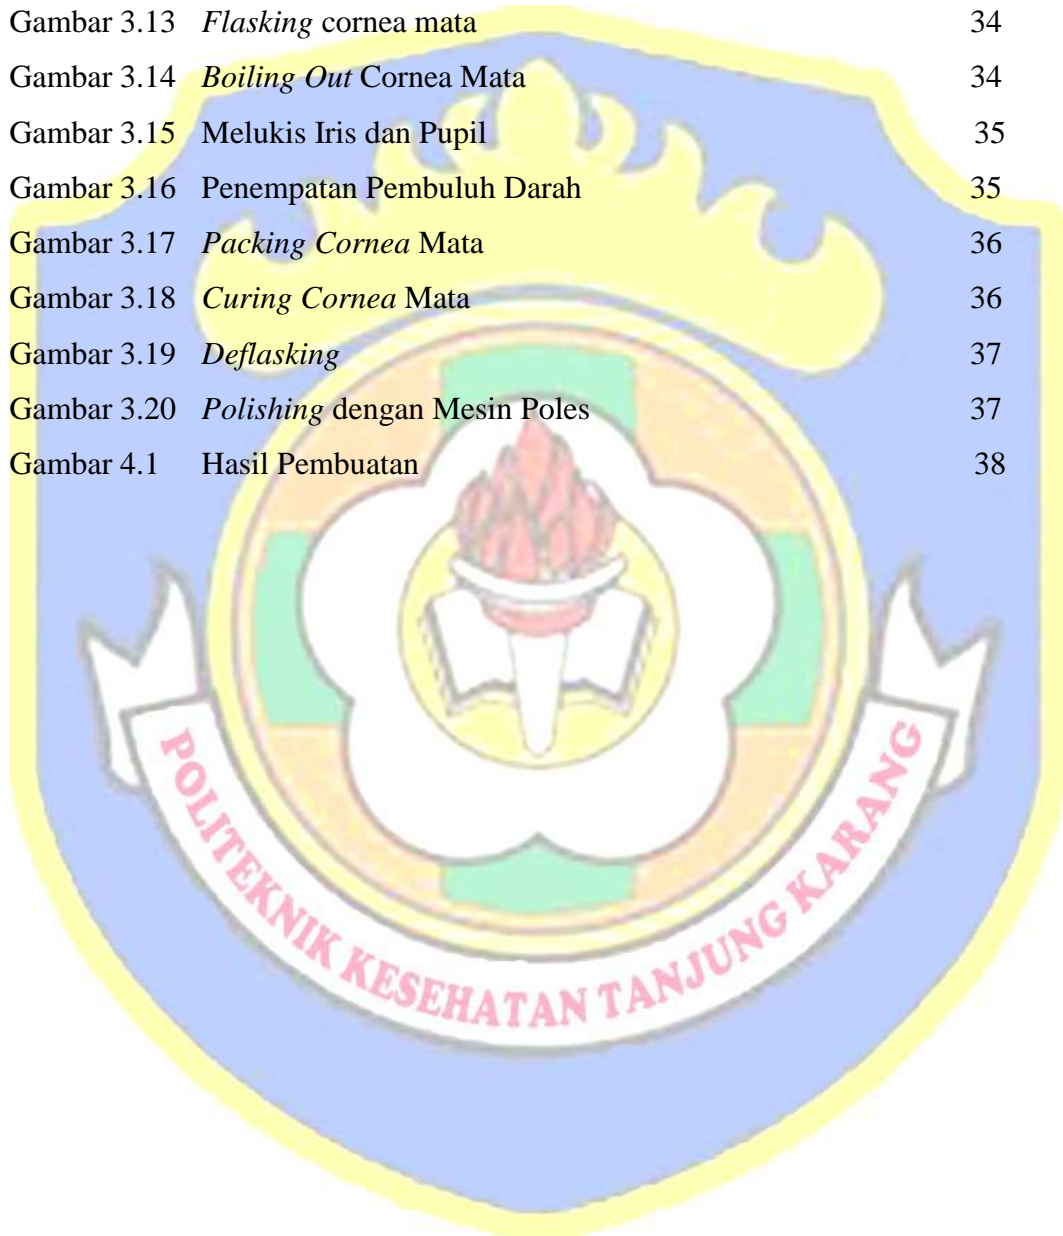 Gambar 3.13 Flasking cornea mata 34
Gambar 3.14 Boiling Out Cornea Mata 34
Gambar 3.15 Melukis Iris dan Pupil 35
Gambar 3.16 Penempatan Pembuluh Darah 35
Gambar 3.17 Packing Cornea Mata 36
Gambar 3.18 Curing Cornea Mata 36
Gambar 3.19 Deflasking 37
Gambar 3.20 Polishing dengan Mesin Poles 37
Gambar 4.1 Hasil Pembuatan 38
POLITEKNIK KESEHATAN TANJUNG KARANG